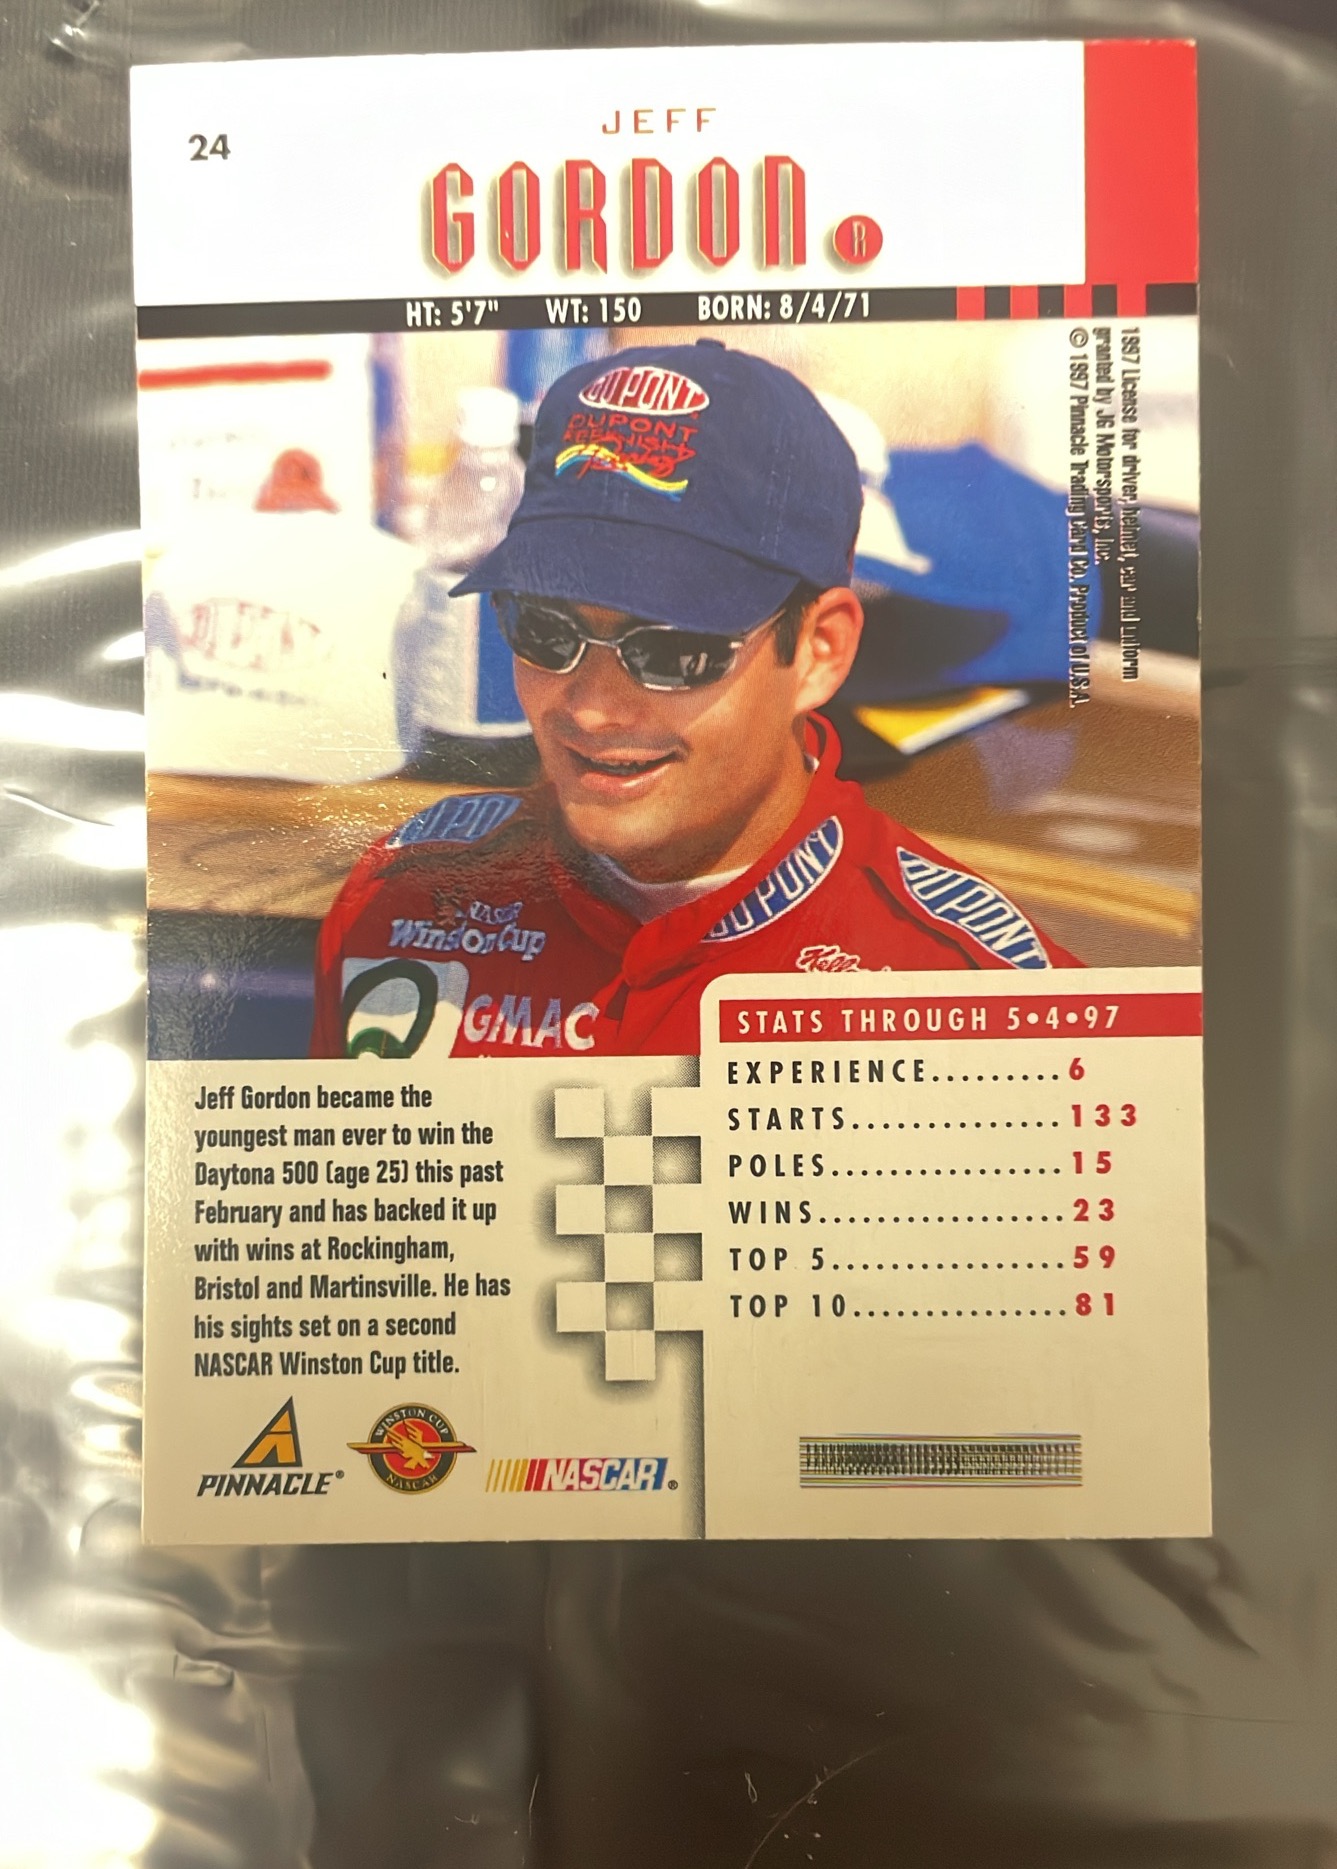 24
JEFF
GORDON R
HT: 5'7" WT: 150 BORN: 8/4/71
1997 License for driver, helmet, car and uniform
granted by JG Motorsports, Inc.
© 1997 Pinnacle Trading Card Co. Product of U.S.A.
DUPONT
DUPONT
REFINISH
Racing
DUPONT
NASCAR
Winston Cup
DUPONT
DUPONT
GMAC
STATS THROUGH 5•4•97
EXPERIENCE.........6
STARTS...............133
POLES.................15
WINS..................23
TOP 5.................59
TOP 10................81
Jeff Gordon became the
youngest man ever to win the
Daytona 500 (age 25) this past
February and has backed it up
with wins at Rockingham,
Bristol and Martinsville. He has
his sights set on a second
NASCAR Winston Cup title.
PINNACLE®
WINSTON CUP
NASCAR
NASCAR®